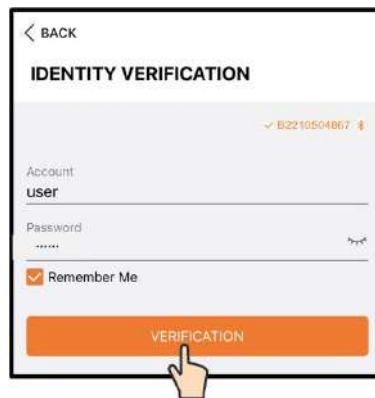 < BACK
IDENTITY VERIFICATION
✓ B2210504867
Account
user
Password
......
Remember Me
VERIFICATION